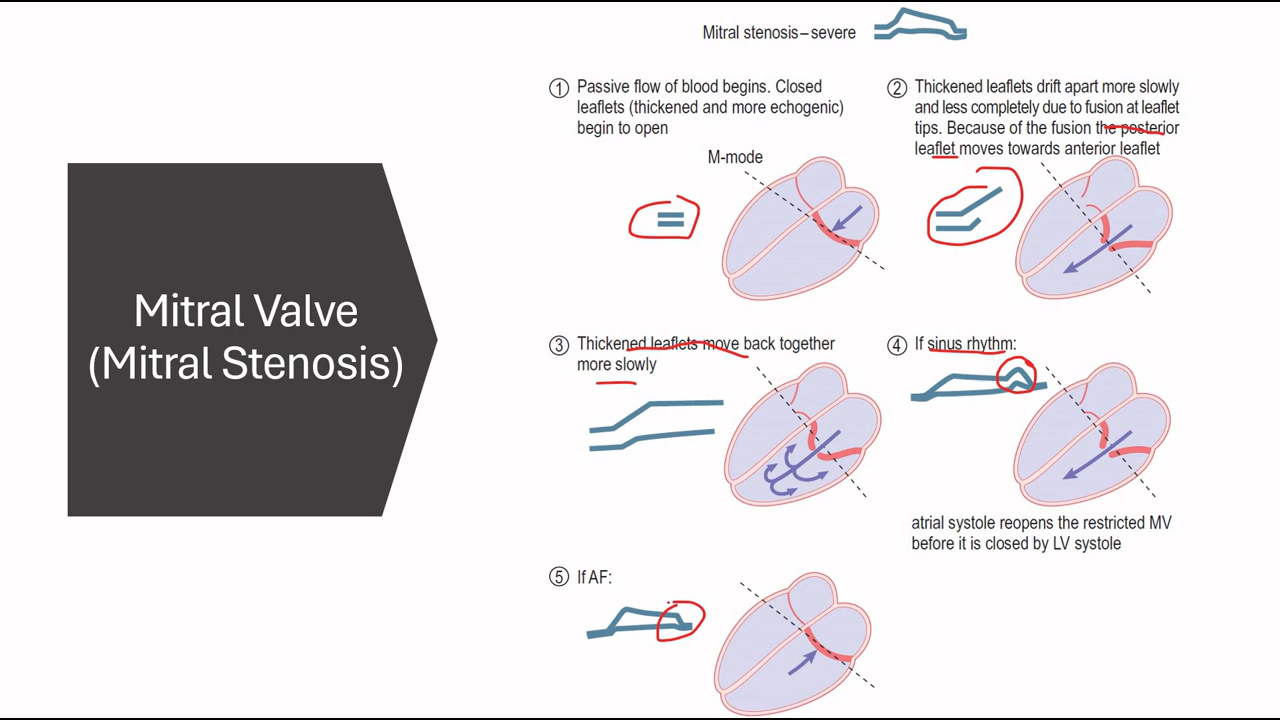 Mitral Valve
(Mitral Stenosis)
Mitral stenosis – severe
① Passive flow of blood begins. Closed
leaflets (thickened and more echogenic)
begin to open
M-mode
② Thickened leaflets drift apart more slowly
and less completely due to fusion at leaflet
tips. Because of the fusion the posterior
leaflet moves towards anterior leaflet
③ Thickened leaflets move back together
more slowly
④ If sinus rhythm:
atrial systole reopens the restricted MV
before it is closed by LV systole
⑤ If AF: